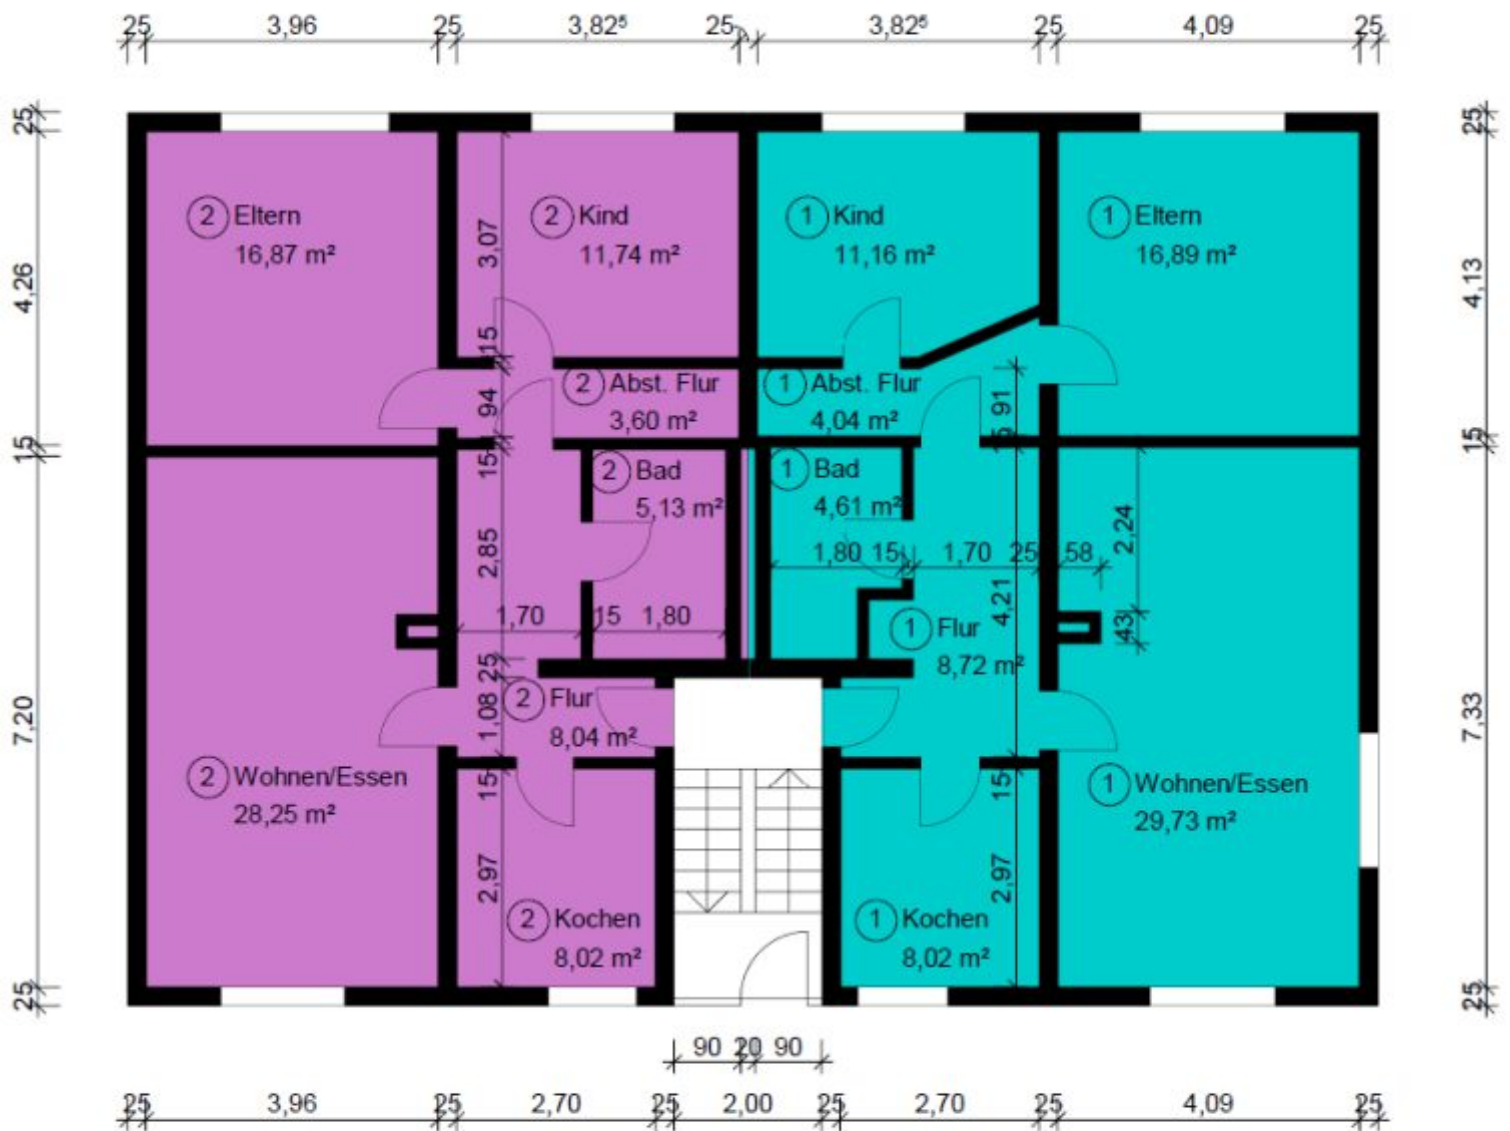 25 3,96 25 3,82⁵ 25 3,82⁵ 25 4,09 25
25
4,26
15
7,20
25
25
4,13
15
7,33
25
2 Eltern
16,87 m²
2 Kind
11,74 m²
1 Kind
11,16 m²
1 Eltern
16,89 m²
3,07
15
94
15
2,85
25
1,08
15
2,97
2 Abst. Flur
3,60 m²
1 Abst. Flur
4,04 m²
91
2 Bad
5,13 m²
1 Bad
4,61 m²
1,80 15 1,70 25 58
2,24
43
4,21
15
2,97
1,70 15 1,80
1 Flur
8,72 m²
2 Flur
8,04 m²
2 Wohnen/Essen
28,25 m²
1 Wohnen/Essen
29,73 m²
2 Kochen
8,02 m²
1 Kochen
8,02 m²
90 20 90
25 3,96 25 2,70 25 2,00 25 2,70 25 4,09 25